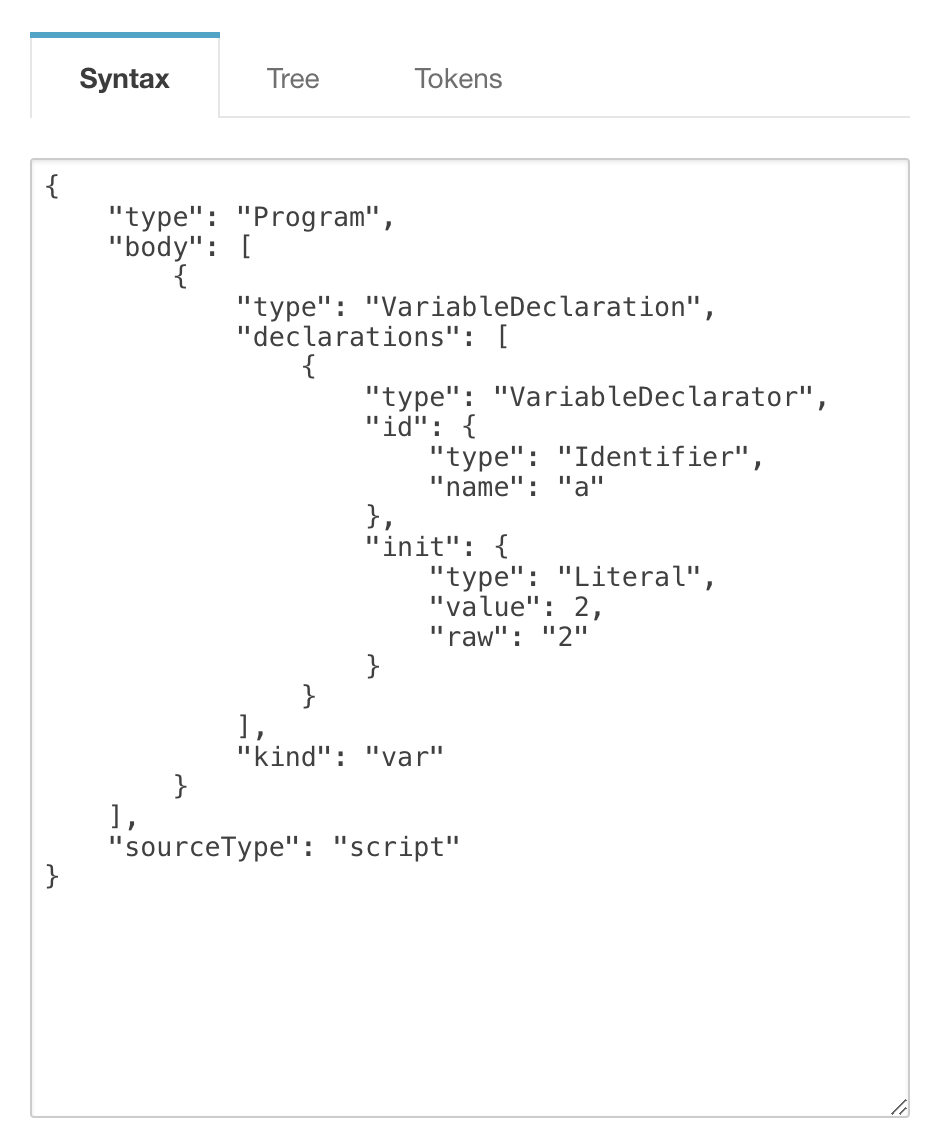 Syntax Tree Tokens
{
    "type": "Program",
    "body": [
        {
            "type": "VariableDeclaration",
            "declarations": [
                {
                    "type": "VariableDeclarator",
                    "id": {
                        "type": "Identifier",
                        "name": "a"
                    },
                    "init": {
                        "type": "Literal",
                        "value": 2,
                        "raw": "2"
                    }
                }
            ],
            "kind": "var"
        }
    ],
    "sourceType": "script"
}